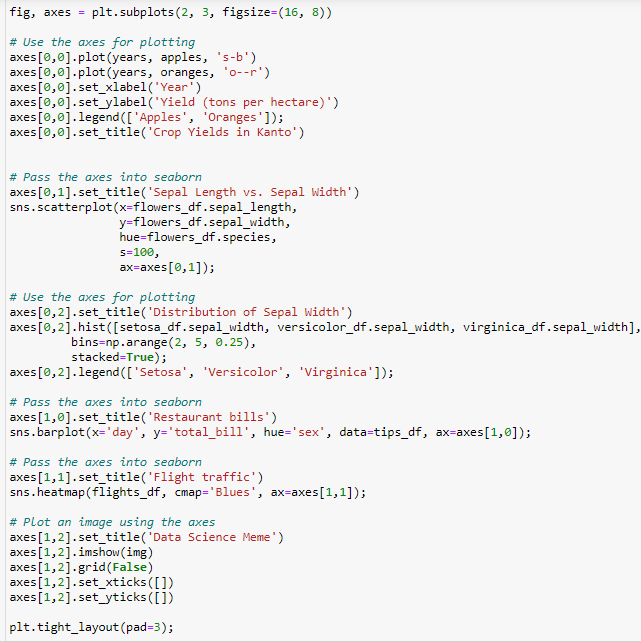 fig, axes = plt.subplots(2, 3, figsize=(16, 8))
# Use the axes for plotting
axes[0,0].plot(years, apples, 's-b')
axes[0,0].plot(years, oranges, 'o--r')
axes[0,0].set_xlabel('Year')
axes[0,0].set_ylabel('Yield (tons per hectare)')
axes[0,0].legend(['Apples', 'Oranges']);
axes[0,0].set_title('Crop Yields in Kanto')
# Pass the axes into seaborn
axes[0,1].set_title('Sepal Length vs. Sepal Width')
sns.scatterplot(x=flowers_df.sepal_length,
                y=flowers_df.sepal_width,
                hue=flowers_df.species,
                s=100,
                ax=axes[0,1]);
# Use the axes for plotting
axes[0,2].set_title('Distribution of Sepal Width')
axes[0,2].hist([setosa_df.sepal_width, versicolor_df.sepal_width, virginica_df.sepal_width],
         bins=np.arange(2, 5, 0.25),
         stacked=True);
axes[0,2].legend(['Setosa', 'Versicolor', 'Virginica']);
# Pass the axes into seaborn
axes[1,0].set_title('Restaurant bills')
sns.barplot(x='day', y='total_bill', hue='sex', data=tips_df, ax=axes[1,0]);
# Pass the axes into seaborn
axes[1,1].set_title('Flight traffic')
sns.heatmap(flights_df, cmap='Blues', ax=axes[1,1]);
# Plot an image using the axes
axes[1,2].set_title('Data Science Meme')
axes[1,2].imshow(img)
axes[1,2].grid(False)
axes[1,2].set_xticks([])
axes[1,2].set_yticks([])
plt.tight_layout(pad=3);